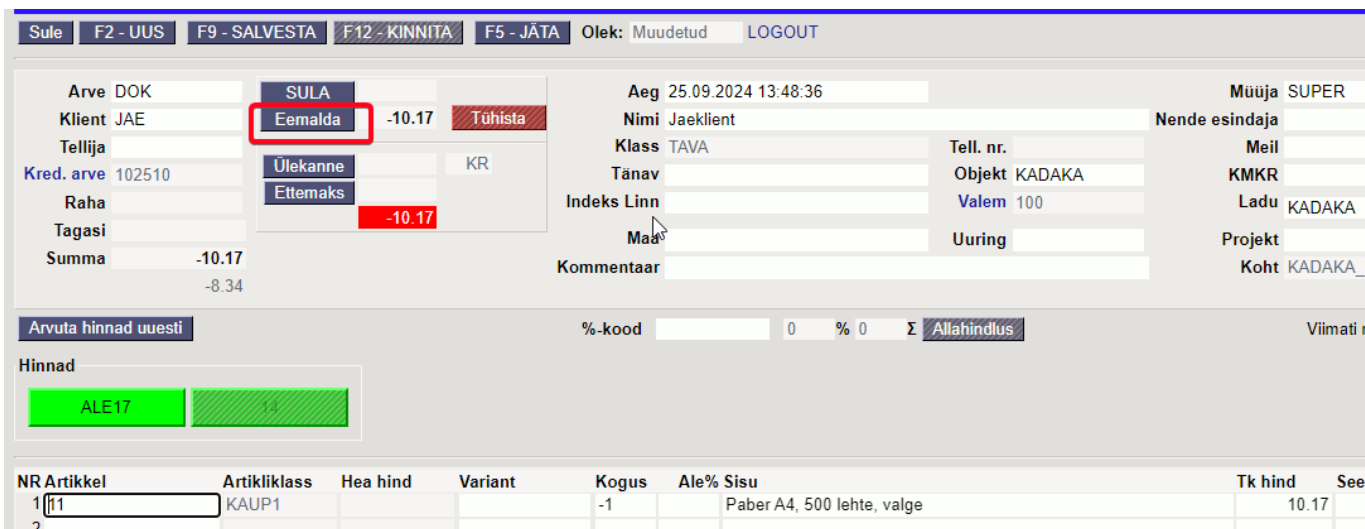 Sule F2 - UUS F9 - SALVESTA F12 - KINNITA F5 - JÄTA Olek: Muudetud LOGOUT
Arve DOK SULA Aeg 25.09.2024 13:48:36 Müüja SUPER
Klient JAE Eemalda -10.17 Tühista Nimi Jaeklient Nende esindaja
Tellija Klass TAVA Tell. nr. Meil
Kred. arve 102510 Ülekanne KR Tänav Objekt KADAKA KMKR
Raha Ettemaks Indeks Linn Valem 100 Ladu KADAKA
-10.17
Tagasi Maa Uuring Projekt
Summa -10.17 Kommentaar Koht KADAKA_
-8.34
Arvuta hinnad uuesti %-kood 0 % 0 Σ Allahindlus Viimati
Hinnad
ALE17 14
NR Artikkel Artikliklass Hea hind Variant Kogus Ale% Sisu Tk hind See
1 11 KAUP1 -1 Paber A4, 500 lehte, valge 10.17
2